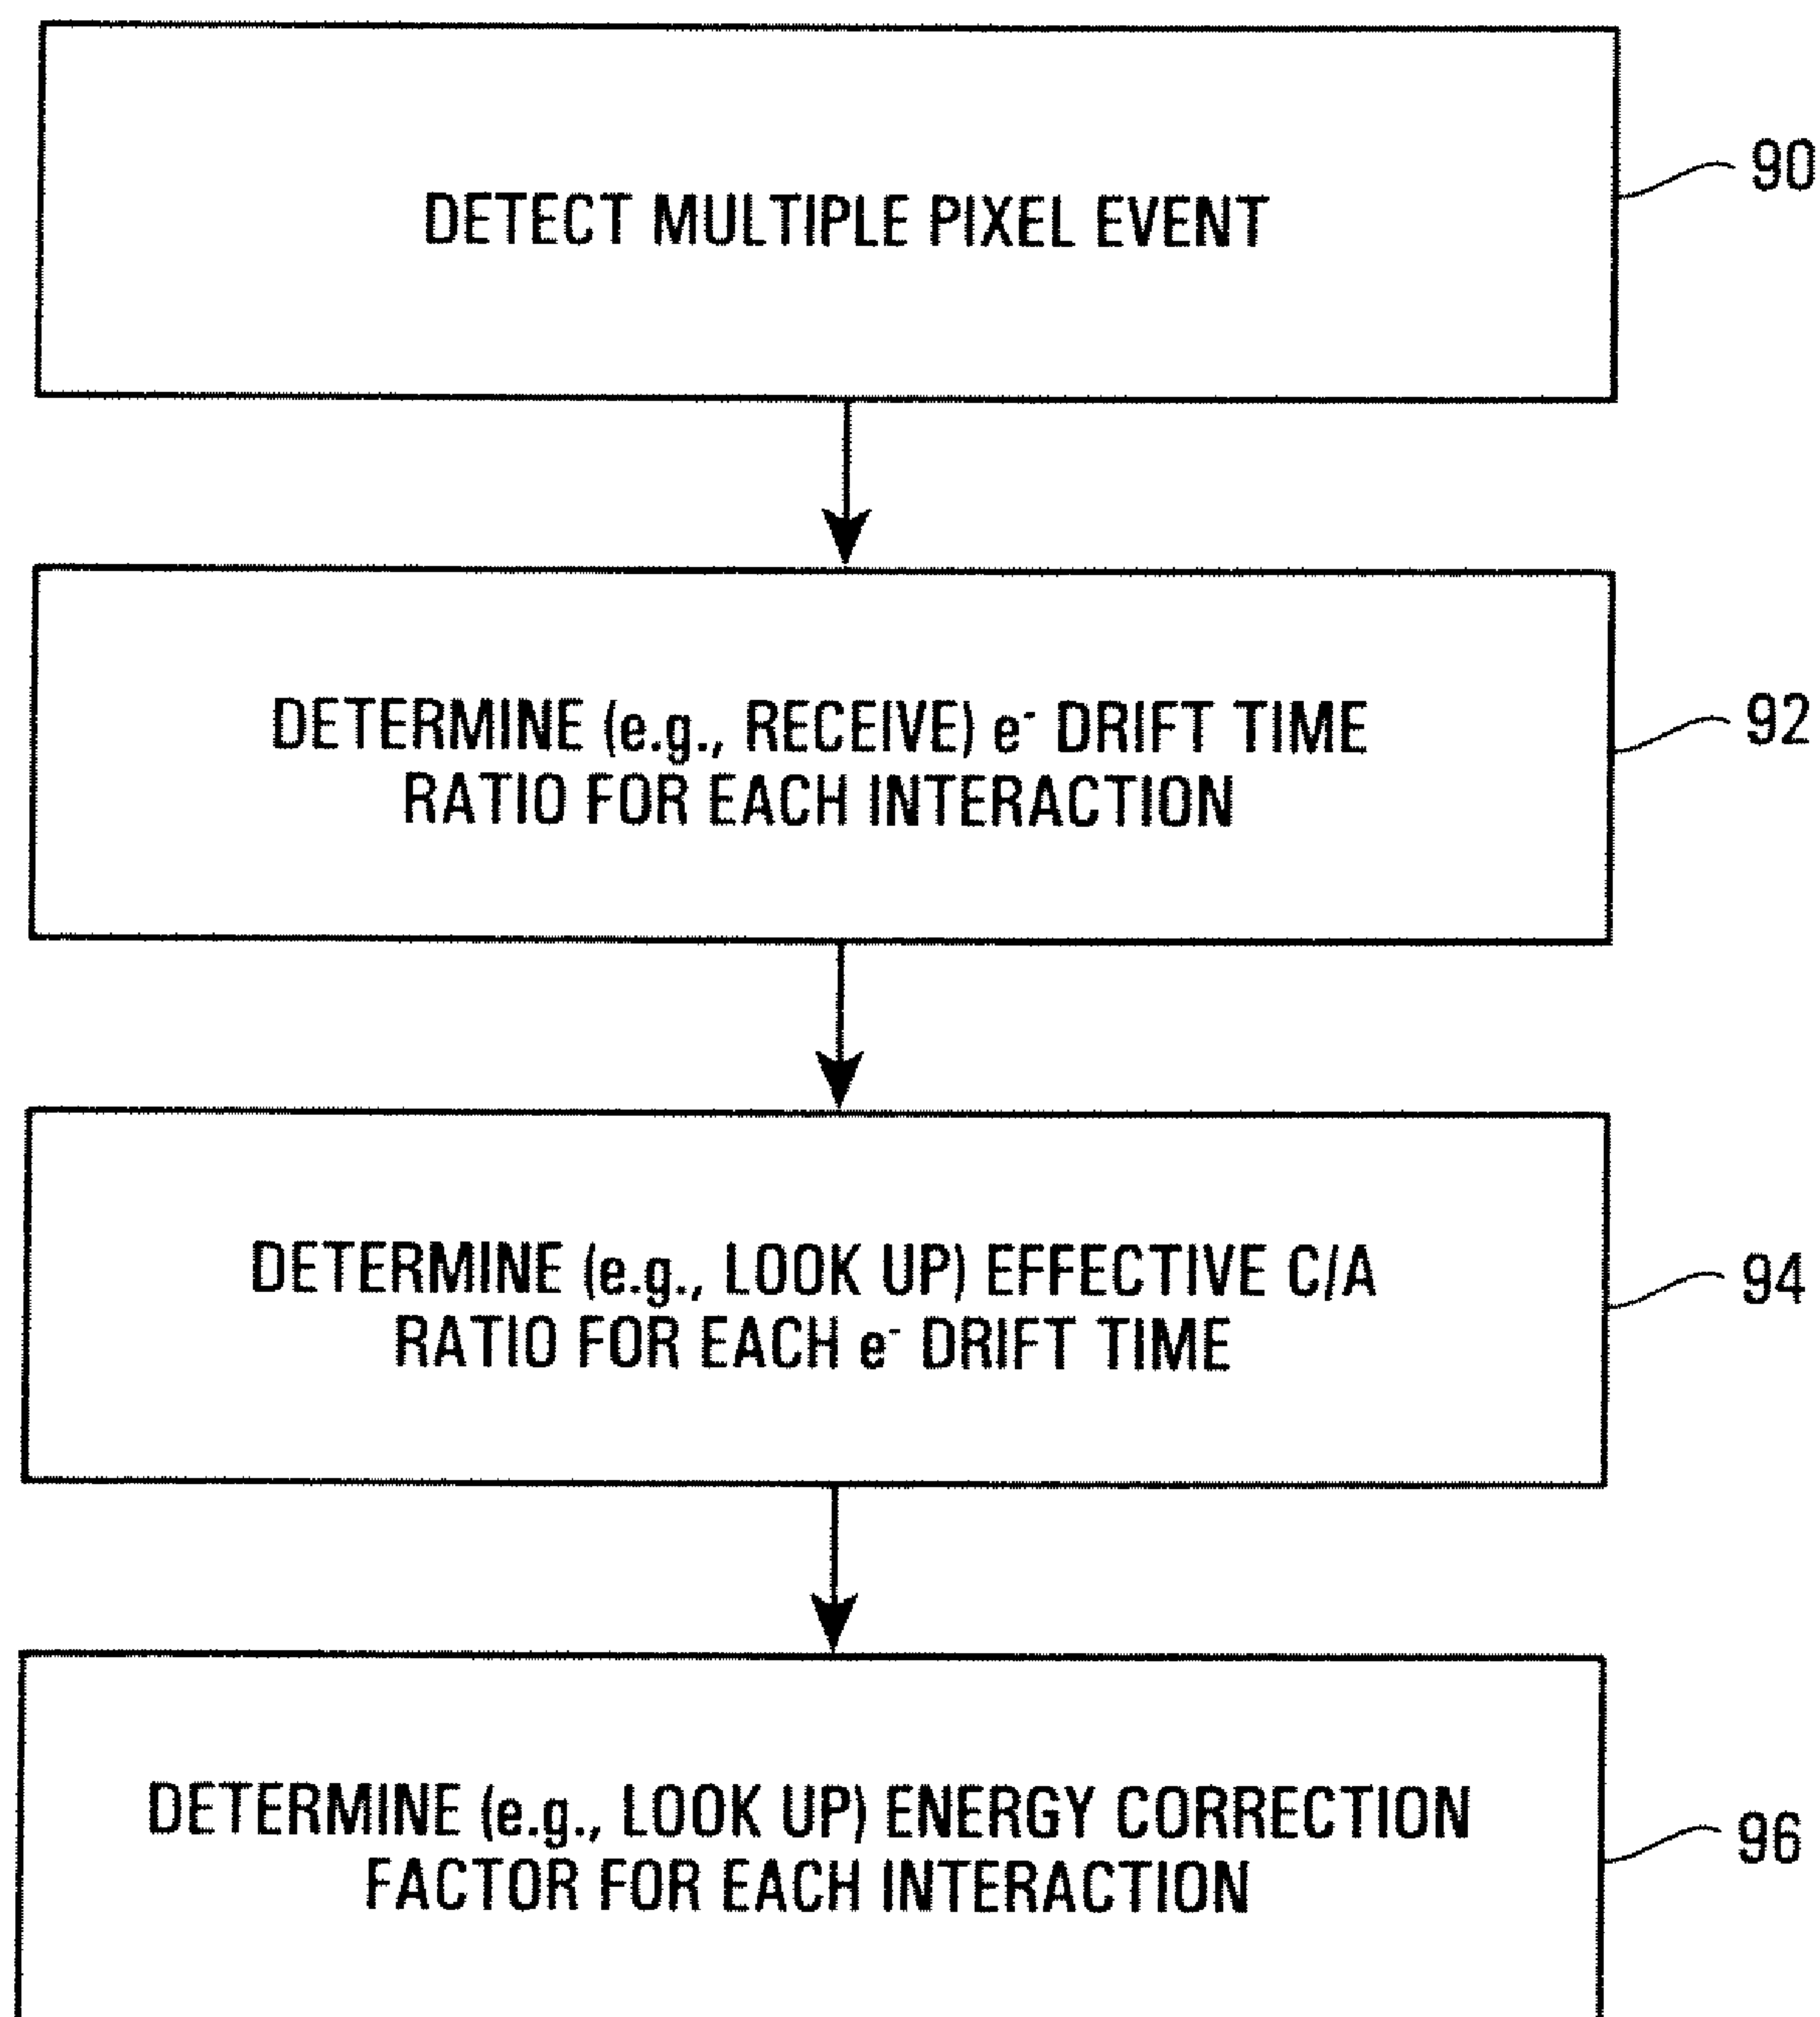 DETECT MULTIPLE PIXEL EVENT
90
DETERMINE (e.g., RECEIVE) e- DRIFT TIME
RATIO FOR EACH INTERACTION
92
DETERMINE (e.g., LOOK UP) EFFECTIVE C/A
RATIO FOR EACH e- DRIFT TIME
94
DETERMINE (e.g., LOOK UP) ENERGY CORRECTION
FACTOR FOR EACH INTERACTION
96